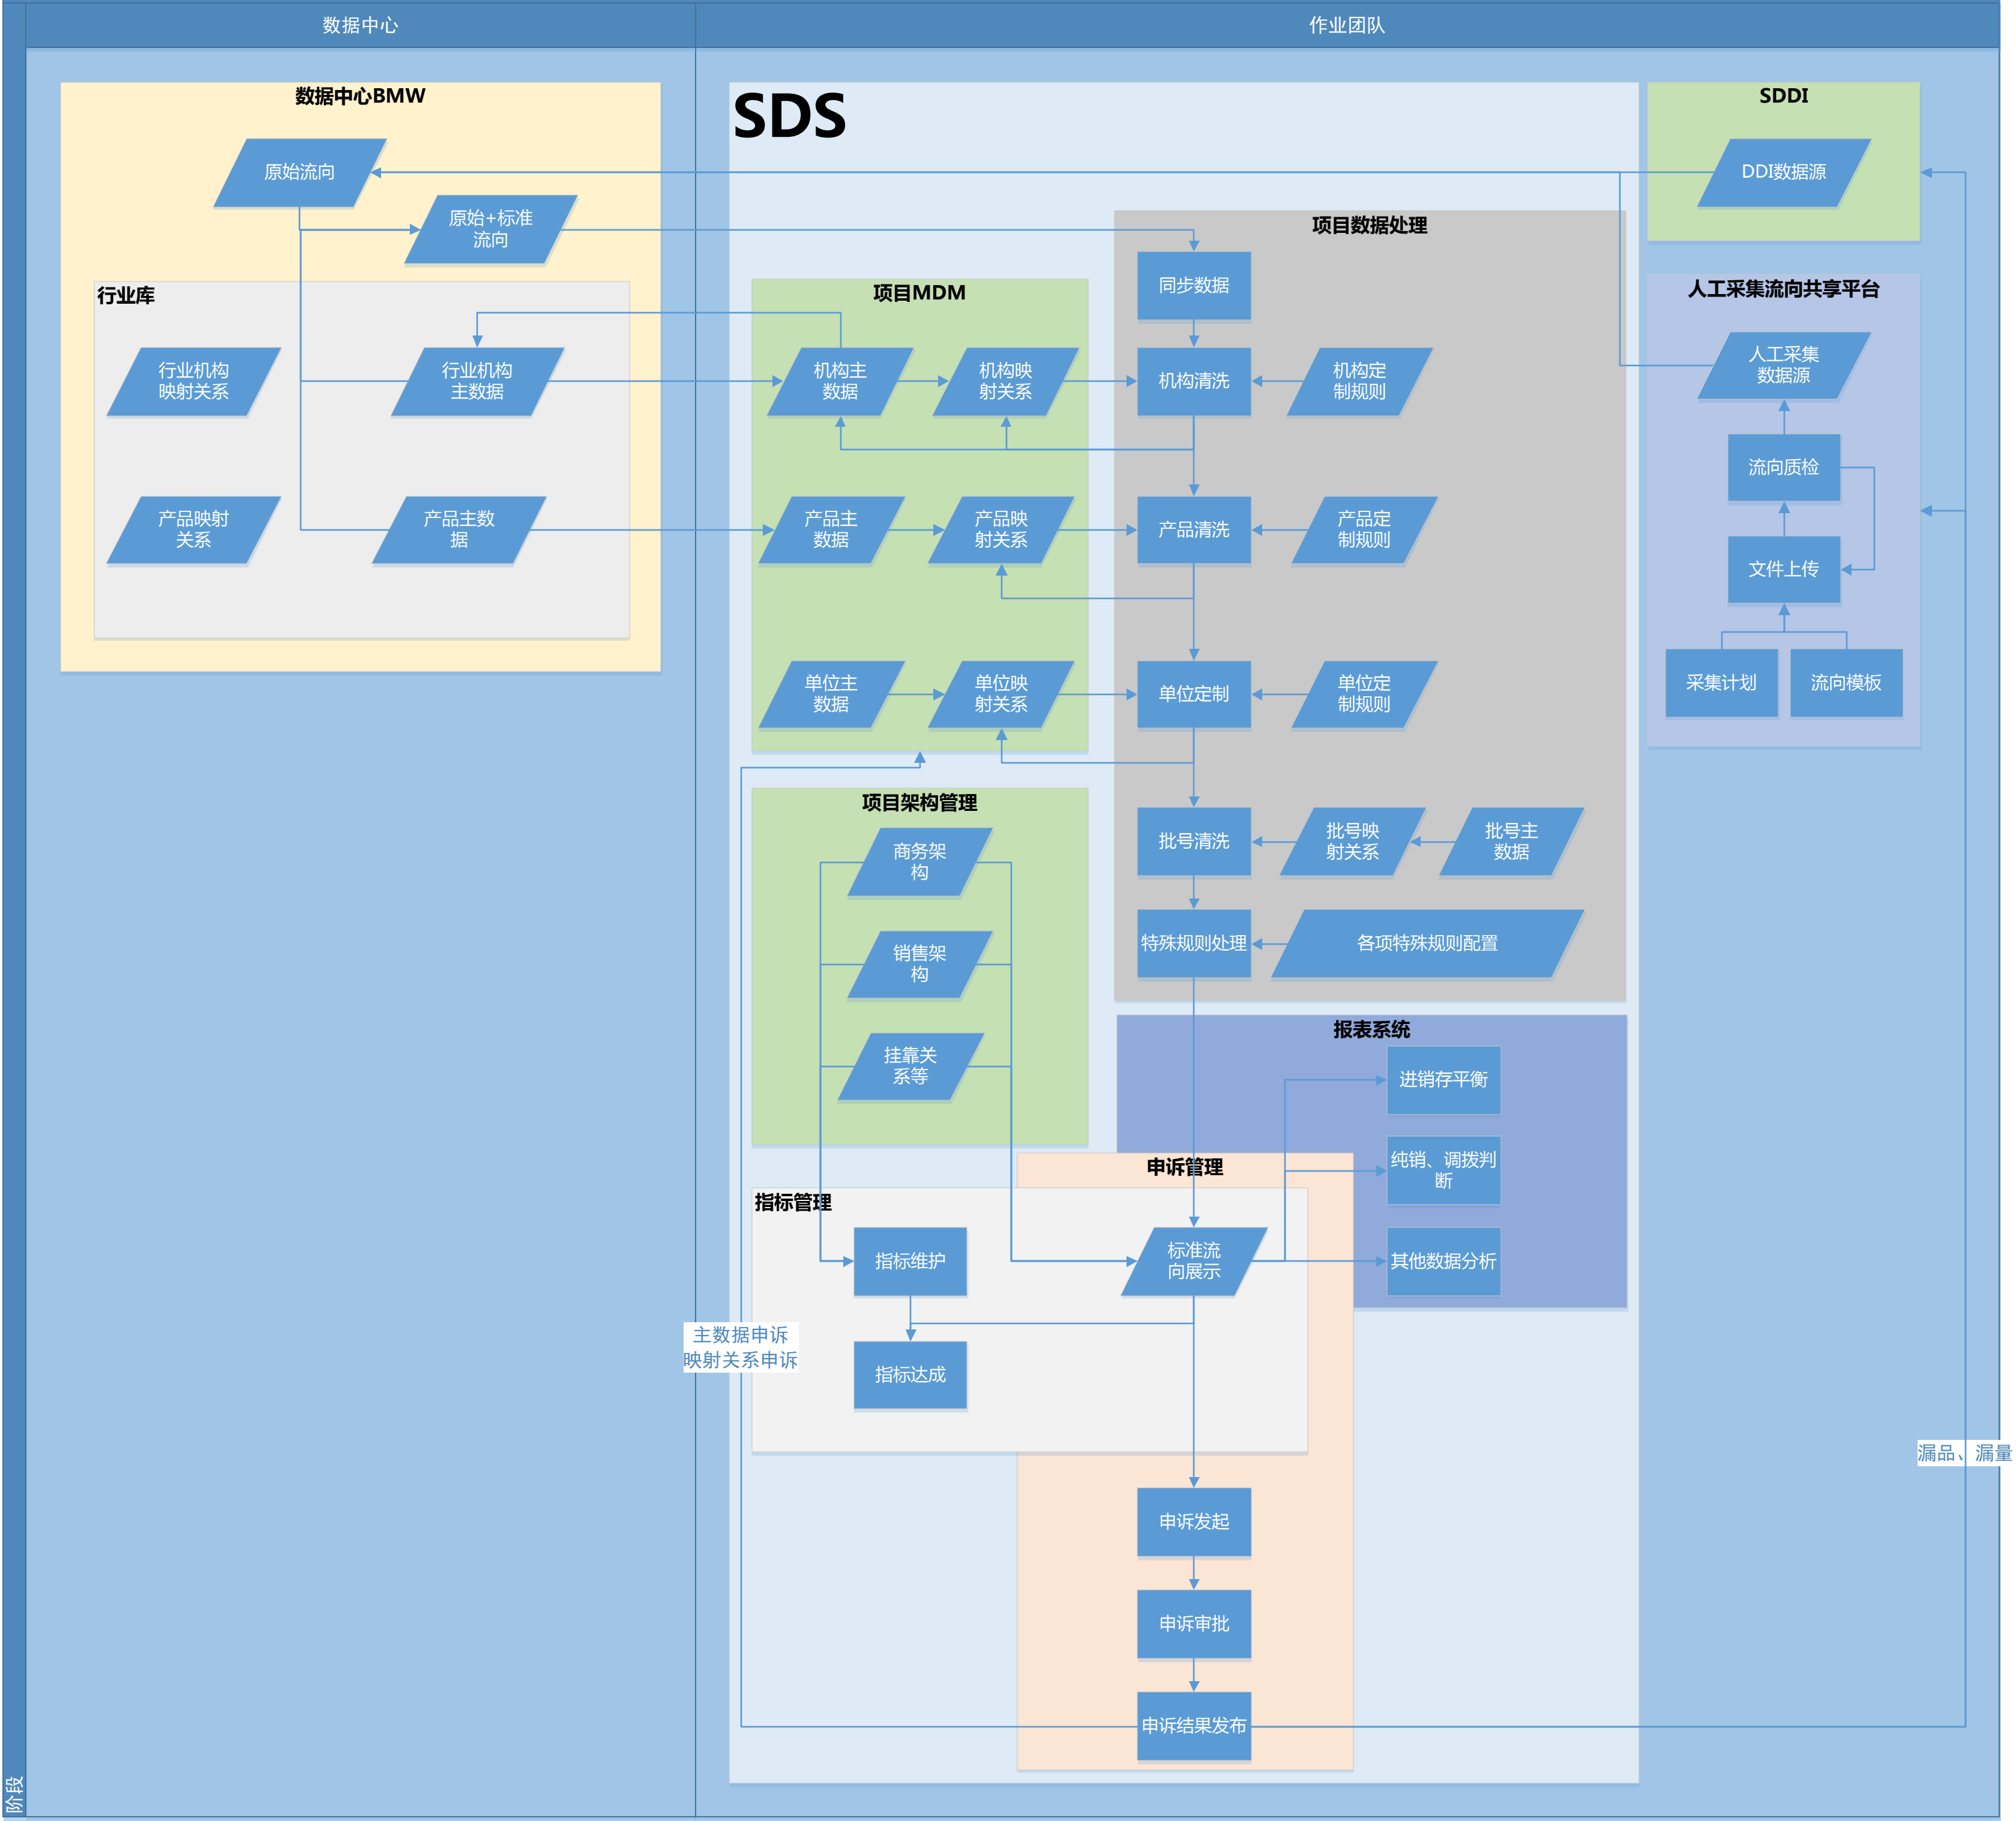 数据中心
作业团队
数据中心BMW
原始流向
原始+标准
流向
行业库
行业机构
映射关系
行业机构
主数据
产品映射
关系
产品主数
据
SDS
项目MDM
机构主
数据
机构映
射关系
产品主
数据
产品映
射关系
单位主
数据
单位映
射关系
项目数据处理
同步数据
机构清洗
机构定
制规则
产品清洗
产品定
制规则
单位定制
单位定
制规则
批号清洗
批号映
射关系
批号主
数据
特殊规则处理
各项特殊规则配置
SDDI
DDI数据源
人工采集流向共享平台
人工采集
数据源
流向质检
文件上传
采集计划
流向模板
项目架构管理
商务架
构
销售架
构
挂靠关
系等
报表系统
进销存平衡
纯销、调拨判
断
其他数据分析
申诉管理
指标管理
指标维护
标准流
向展示
指标达成
主数据申诉
映射关系申诉
漏品、漏量
申诉发起
申诉审批
申诉结果发布
阶段